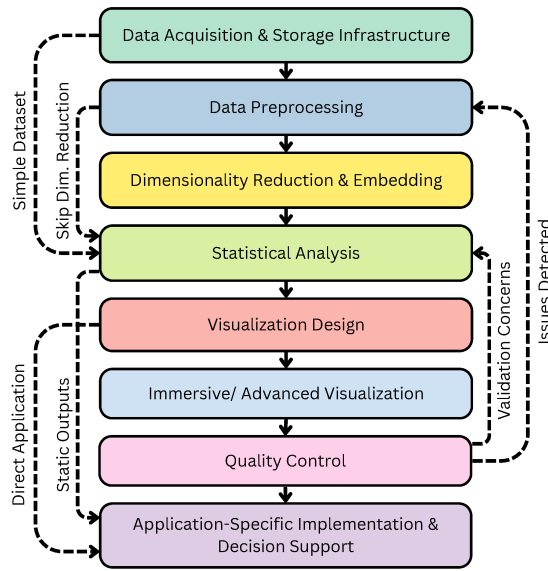 Data Acquisition & Storage Infrastructure
Data Preprocessing
Dimensionality Reduction & Embedding
Statistical Analysis
Visualization Design
Immersive/ Advanced Visualization
Quality Control
Application-Specific Implementation &
Decision Support
Simple Dataset
Skip Dim. Reduction
Direct Application
Static Outputs
Validation Concerns
Issues Detected